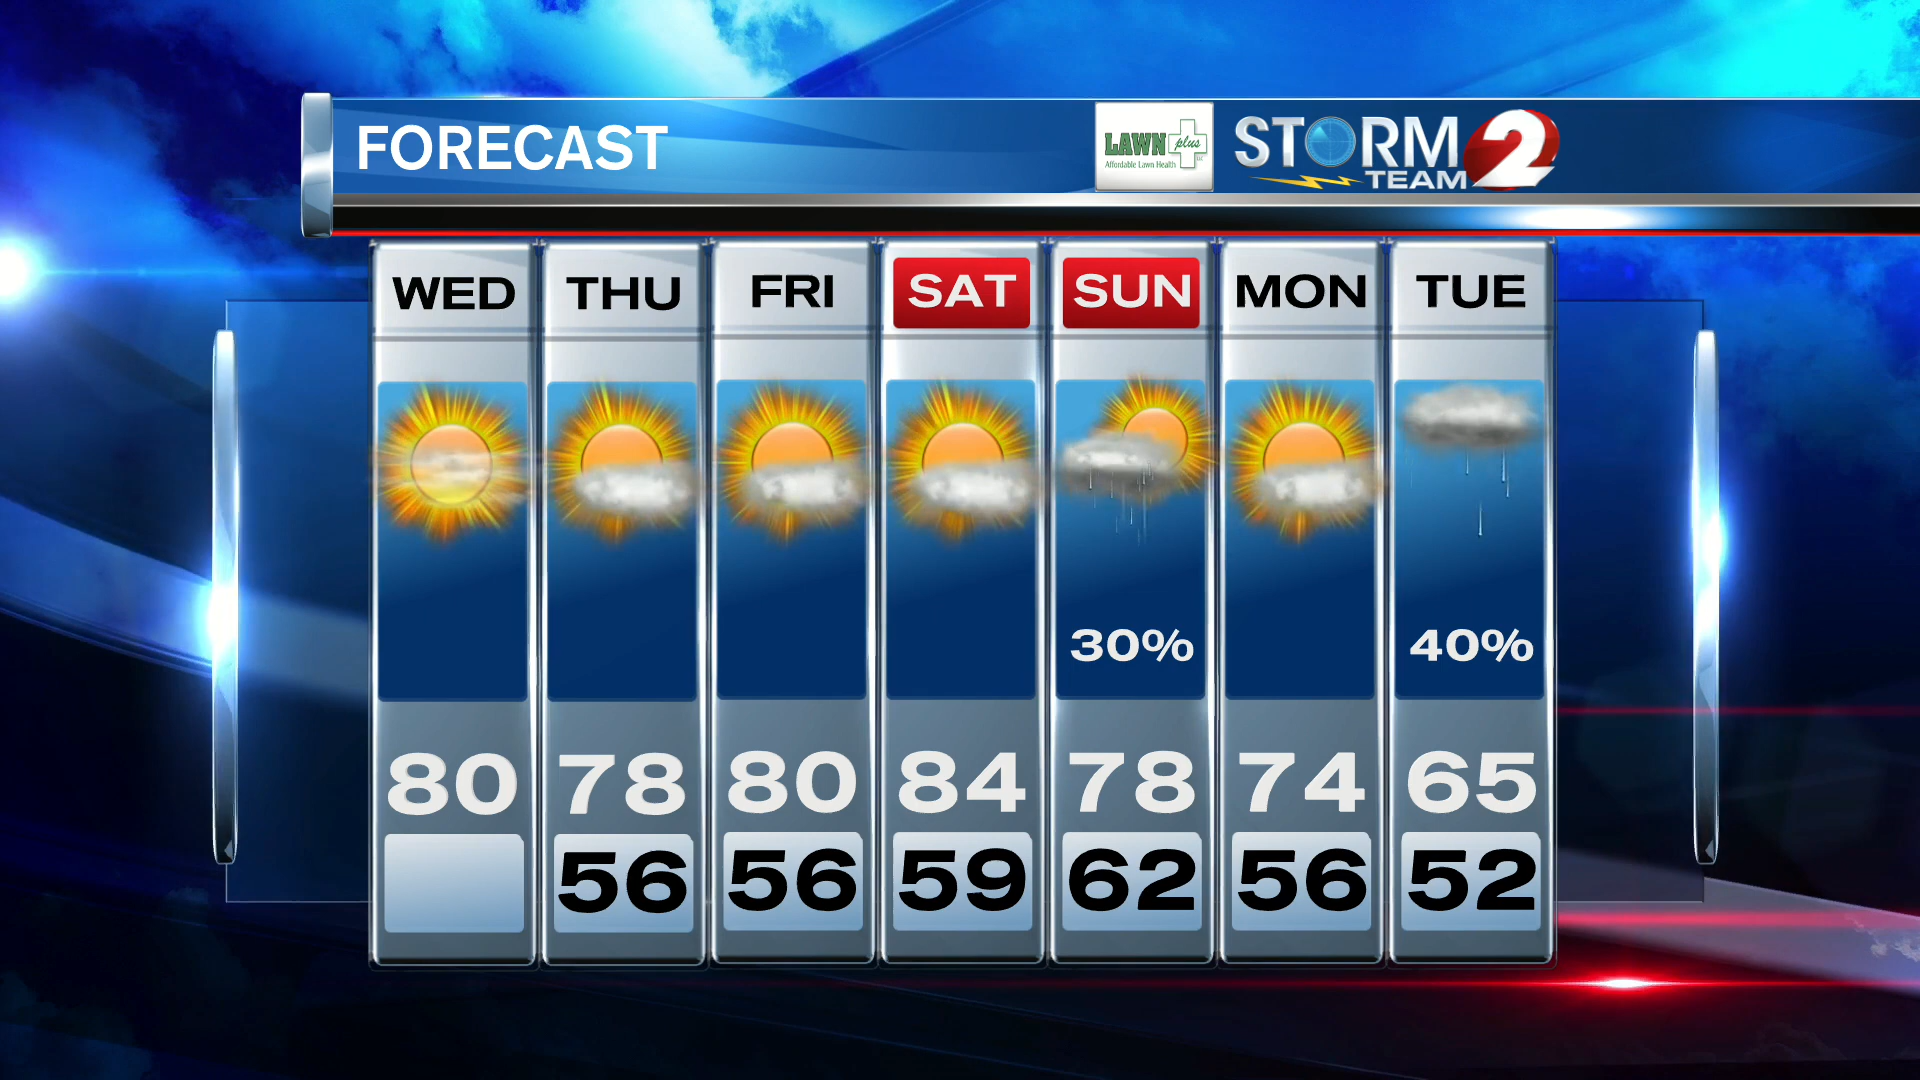 FORECAST
LAWN plus
Affordable Lawn Health
STORM 2
TEAM
WED THU FRI SAT SUN MON TUE
30% 40%
80 78 80 84 78 74 65
56 56 59 62 56 52